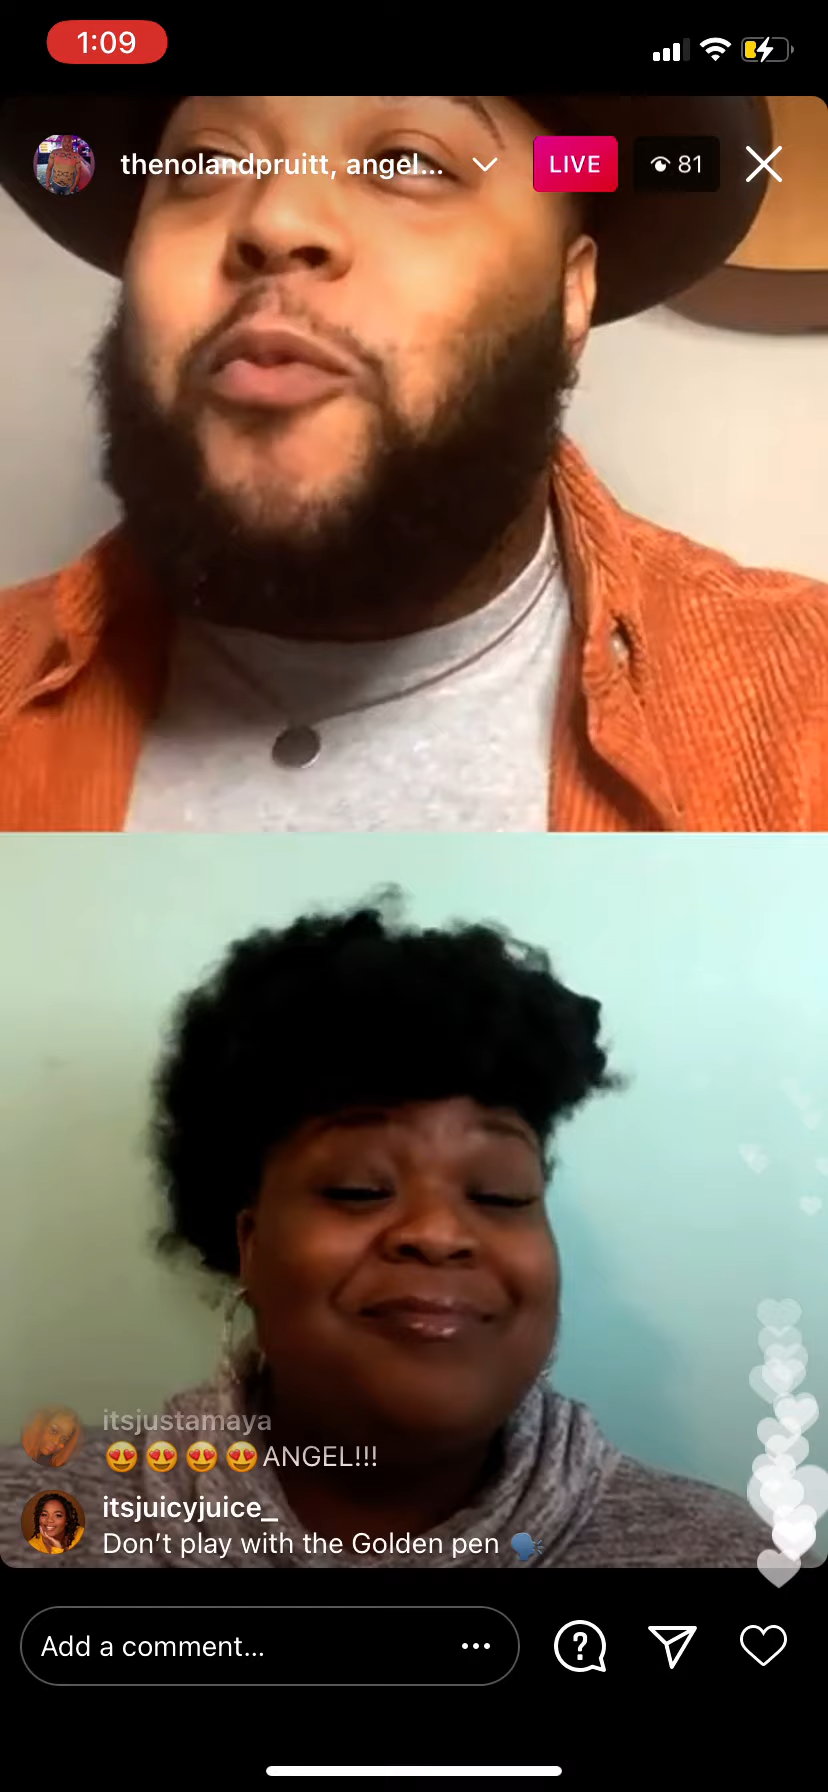 1:09
thenolandpruitt, angel...
LIVE
81
itsjustamaya
😍😍😍😍ANGEL!!!
itsjuicyjuice_
Don’t play with the Golden pen 🗣️
Add a comment...